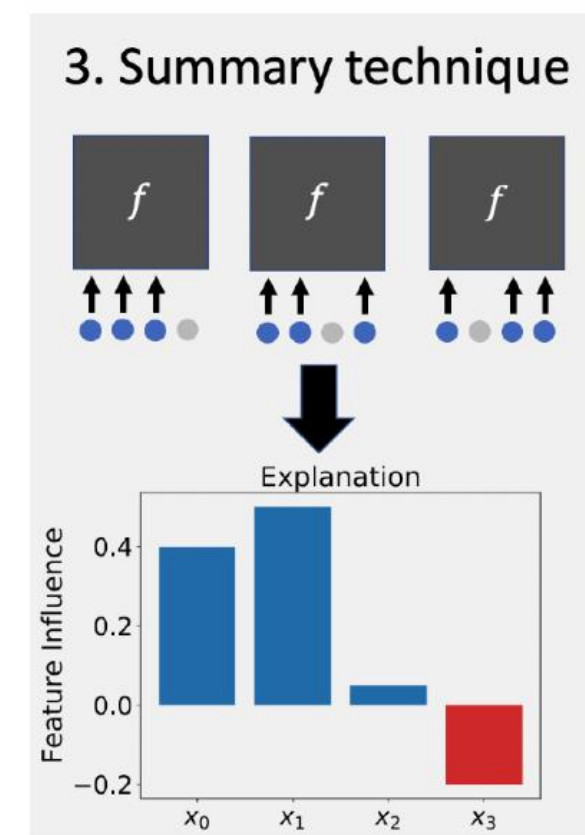 3. Summary technique
f f f
Explanation
Feature Influence
0.4
0.2
0.0
−0.2
x₀ x₁ x₂ x₃